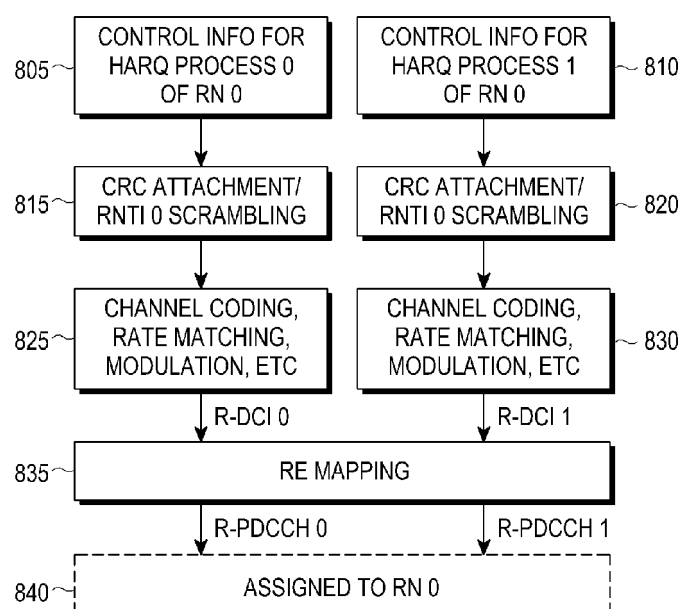 CONTROL INFO FOR
HARQ PROCESS 0
OF RN 0
805
CONTROL INFO FOR
HARQ PROCESS 1
OF RN 0
810
CRC ATTACHMENT/
RNTI 0 SCRAMBLING
815
CRC ATTACHMENT/
RNTI 0 SCRAMBLING
820
CHANNEL CODING,
RATE MATCHING,
MODULATION, ETC
825
CHANNEL CODING,
RATE MATCHING,
MODULATION, ETC
830
R-DCI 0
R-DCI 1
835
RE MAPPING
R-PDCCH 0
R-PDCCH 1
840
ASSIGNED TO RN 0